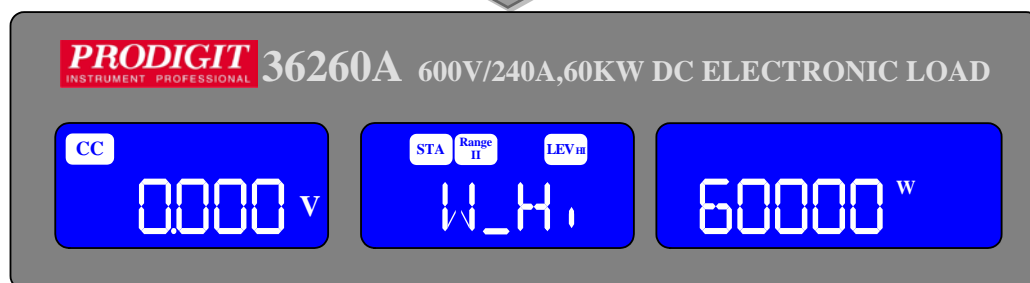 PRODIGIT
INSTRUMENT PROFESSIONAL
36260A 600V/240A,60KW DC ELECTRONIC LOAD
CC
0.000 V
STA Range II LEV HI
W_Hi
60000 W